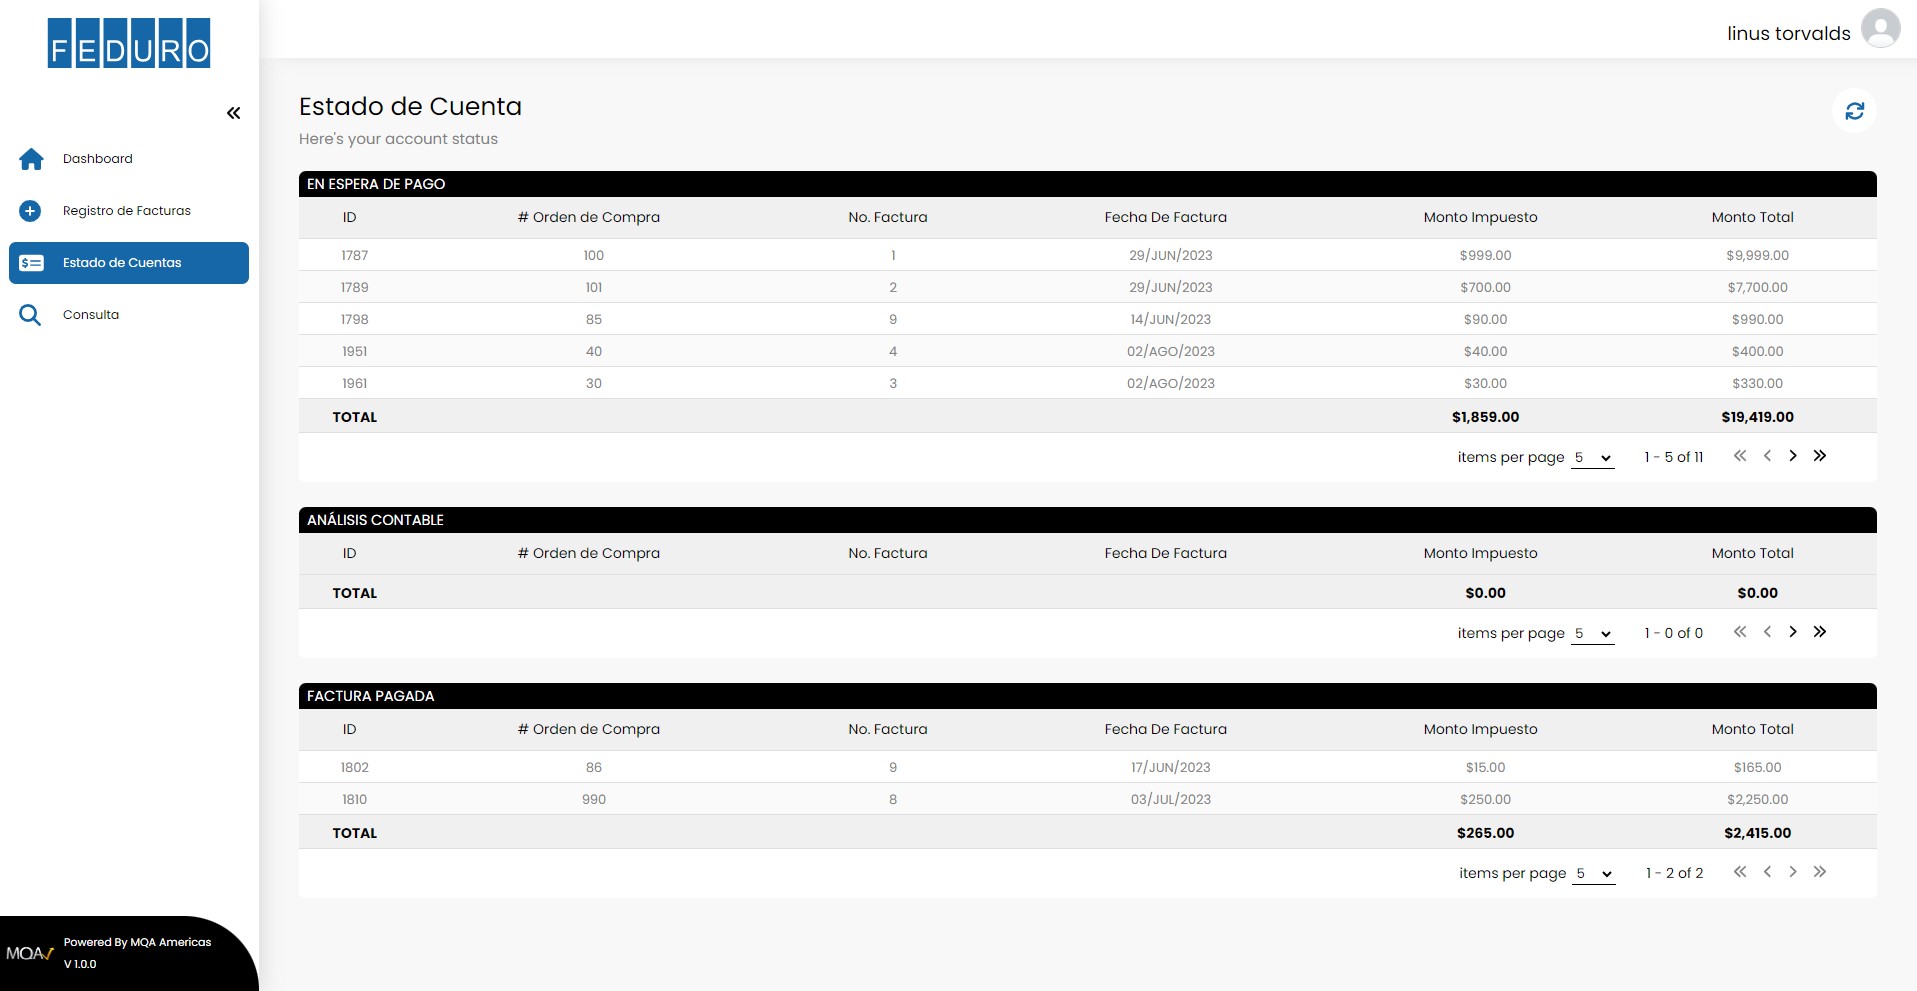 FEDURO
linus torvalds
Dashboard
Registro de Facturas
Estado de Cuentas
Consulta
Estado de Cuenta
Here's your account status
EN ESPERA DE PAGO
ID # Orden de Compra No. Factura Fecha De Factura Monto Impuesto Monto Total
1787 100 1 29/JUN/2023 $999.00 $9,999.00
1789 101 2 29/JUN/2023 $700.00 $7,700.00
1798 85 9 14/JUN/2023 $90.00 $990.00
1951 40 4 02/AGO/2023 $40.00 $400.00
1961 30 3 02/AGO/2023 $30.00 $330.00
TOTAL $1,859.00 $19,419.00
items per page 5 1 - 5 of 11
ANÁLISIS CONTABLE
ID # Orden de Compra No. Factura Fecha De Factura Monto Impuesto Monto Total
TOTAL $0.00 $0.00
items per page 5 1 - 0 of 0
FACTURA PAGADA
ID # Orden de Compra No. Factura Fecha De Factura Monto Impuesto Monto Total
1802 86 9 17/JUN/2023 $15.00 $165.00
1810 990 8 03/JUL/2023 $250.00 $2,250.00
TOTAL $265.00 $2,415.00
items per page 5 1 - 2 of 2
MQA Powered By MQA Americas
V 1.0.0